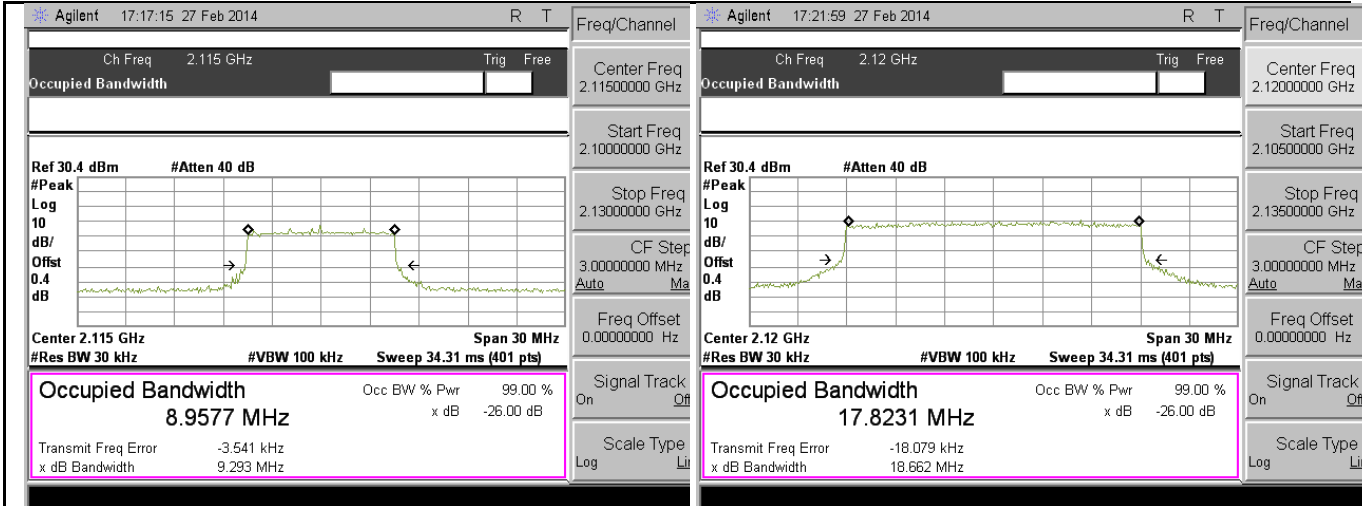 Agilent 17:17:15 27 Feb 2014 R T
Freq/Channel
Ch Freq 2.115 GHz Trig Free
Occupied Bandwidth
Center Freq
2.11500000 GHz
Start Freq
2.10000000 GHz
Ref 30.4 dBm #Atten 40 dB
#Peak
Log
10
dB/
Offst
0.4
dB
Stop Freq
2.13000000 GHz
CF Step
3.00000000 MHz
Auto Ma
Freq Offset
0.00000000 Hz
Center 2.115 GHz Span 30 MHz
#Res BW 30 kHz #VBW 100 kHz Sweep 34.31 ms (401 pts)
Occupied Bandwidth Occ BW % Pwr 99.00 %
8.9577 MHz x dB -26.00 dB
Transmit Freq Error -3.541 kHz
x dB Bandwidth 9.293 MHz
Signal Track
On Off
Scale Type
Log Li
Agilent 17:21:59 27 Feb 2014 R T
Freq/Channel
Ch Freq 2.12 GHz Trig Free
Occupied Bandwidth
Center Freq
2.12000000 GHz
Start Freq
2.10500000 GHz
Ref 30.4 dBm #Atten 40 dB
#Peak
Log
10
dB/
Offst
0.4
dB
Stop Freq
2.13500000 GHz
CF Step
3.00000000 MHz
Auto Ma
Freq Offset
0.00000000 Hz
Center 2.12 GHz Span 30 MHz
#Res BW 30 kHz #VBW 100 kHz Sweep 34.31 ms (401 pts)
Occupied Bandwidth Occ BW % Pwr 99.00 %
17.8231 MHz x dB -26.00 dB
Transmit Freq Error -18.079 kHz
x dB Bandwidth 18.662 MHz
Signal Track
On Off
Scale Type
Log Li